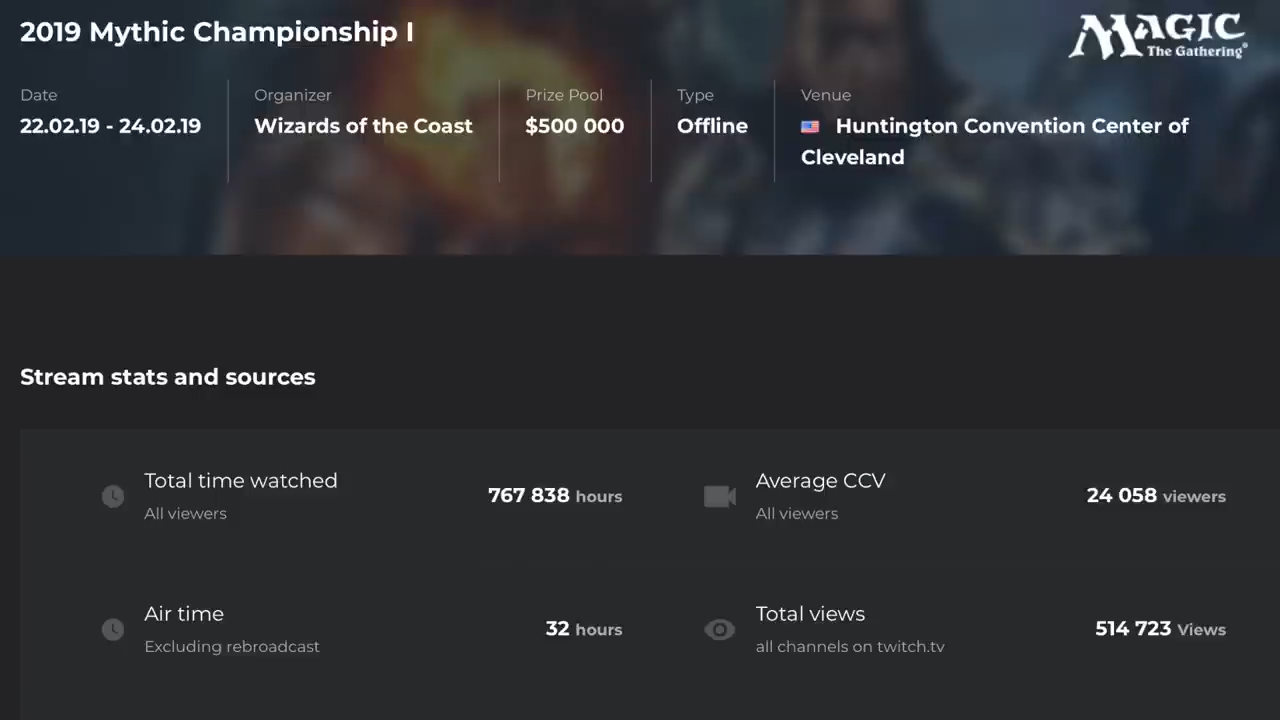 2019 Mythic Championship I
MAGIC
The Gathering®
Date
22.02.19 - 24.02.19
Organizer
Wizards of the Coast
Prize Pool
$500 000
Type
Offline
Venue
Huntington Convention Center of
Cleveland
Stream stats and sources
Total time watched
All viewers
767 838 hours
Average CCV
All viewers
24 058 viewers
Air time
Excluding rebroadcast
32 hours
Total views
all channels on twitch.tv
514 723 Views